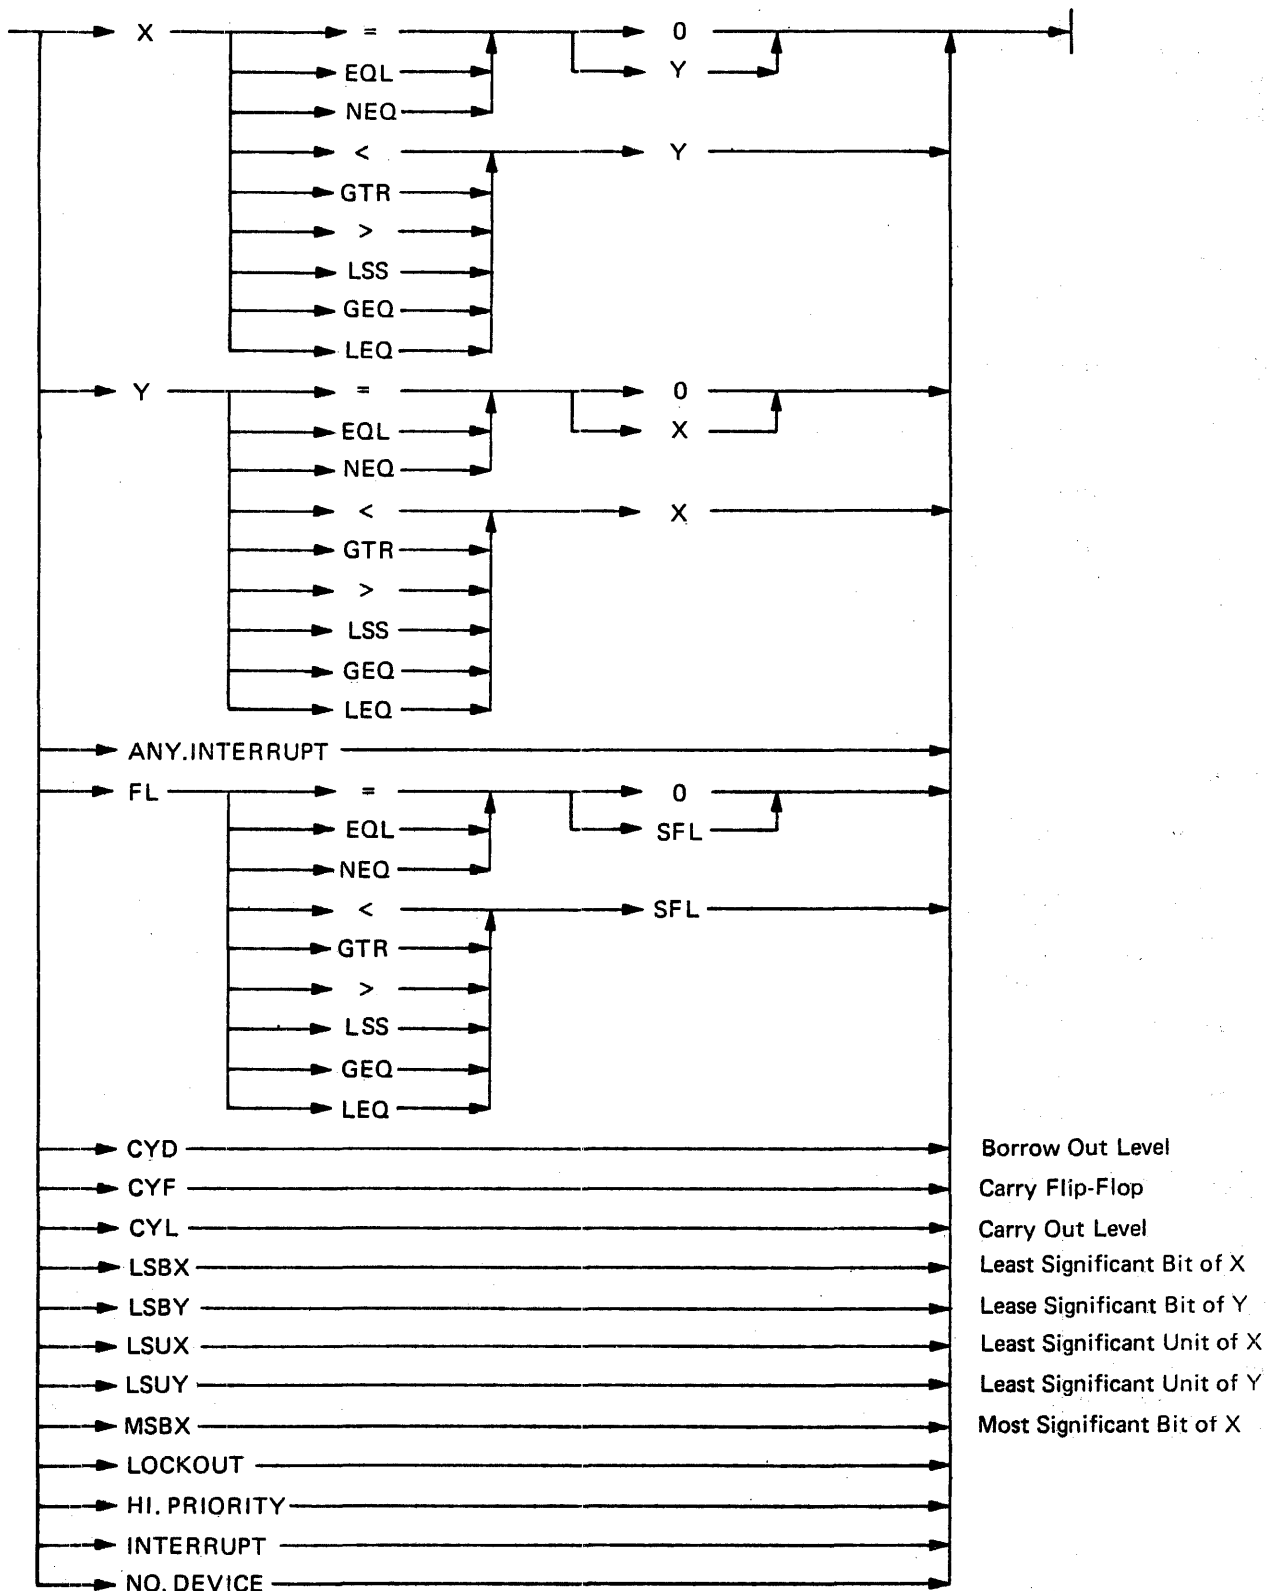 X = 0
EQL Y
NEQ
< Y
GTR
>
LSS
GEQ
LEQ
Y = 0
EQL X
NEQ
< X
GTR
>
LSS
GEQ
LEQ
ANY.INTERRUPT
FL = 0
EQL SFL
NEQ
< SFL
GTR
>
LSS
GEQ
LEQ
CYD Borrow Out Level
CYF Carry Flip-Flop
CYL Carry Out Level
LSBX Least Significant Bit of X
LSBY Lease Significant Bit of Y
LSUX Least Significant Unit of X
LSUY Least Significant Unit of Y
MSBX Most Significant Bit of X
LOCKOUT
HI. PRIORITY
INTERRUPT
NO. DEVICE